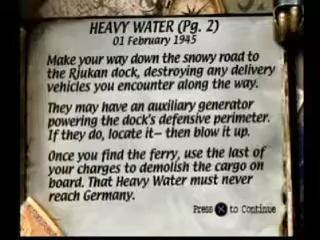 HEAVY WATER (Pg. 2)
01 February 1945
Make your way down the snowy road to
the Rjukan dock, destroying any delivery
vehicles you encounter along the way.
They may have an auxiliary generator
powering the dock's defensive perimeter.
If they do, locate it– then blow it up.
Once you find the ferry, use the last of
your charges to demolish the cargo on
board. That Heavy Water must never
reach Germany.
Press X to Continue